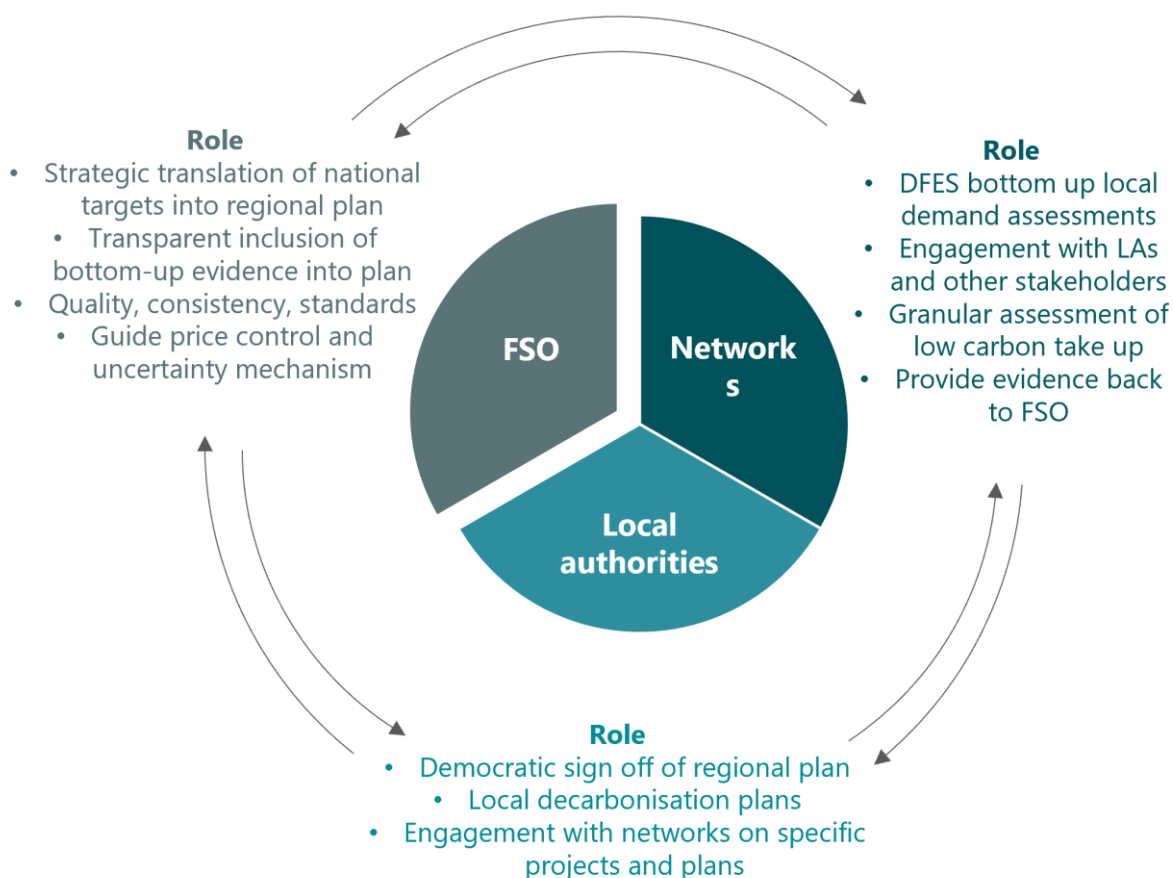 Role
• Strategic translation of national
targets into regional plan
• Transparent inclusion of
bottom-up evidence into plan
• Quality, consistency, standards
• Guide price control and
uncertainty mechanism
FSO
Network
s
Local
authorities
Role
• DFES bottom up local
demand assessments
• Engagement with LAs
and other stakeholders
• Granular assessment of
low carbon take up
• Provide evidence back
to FSO
Role
• Democratic sign off of regional plan
• Local decarbonisation plans
• Engagement with networks on specific
projects and plans